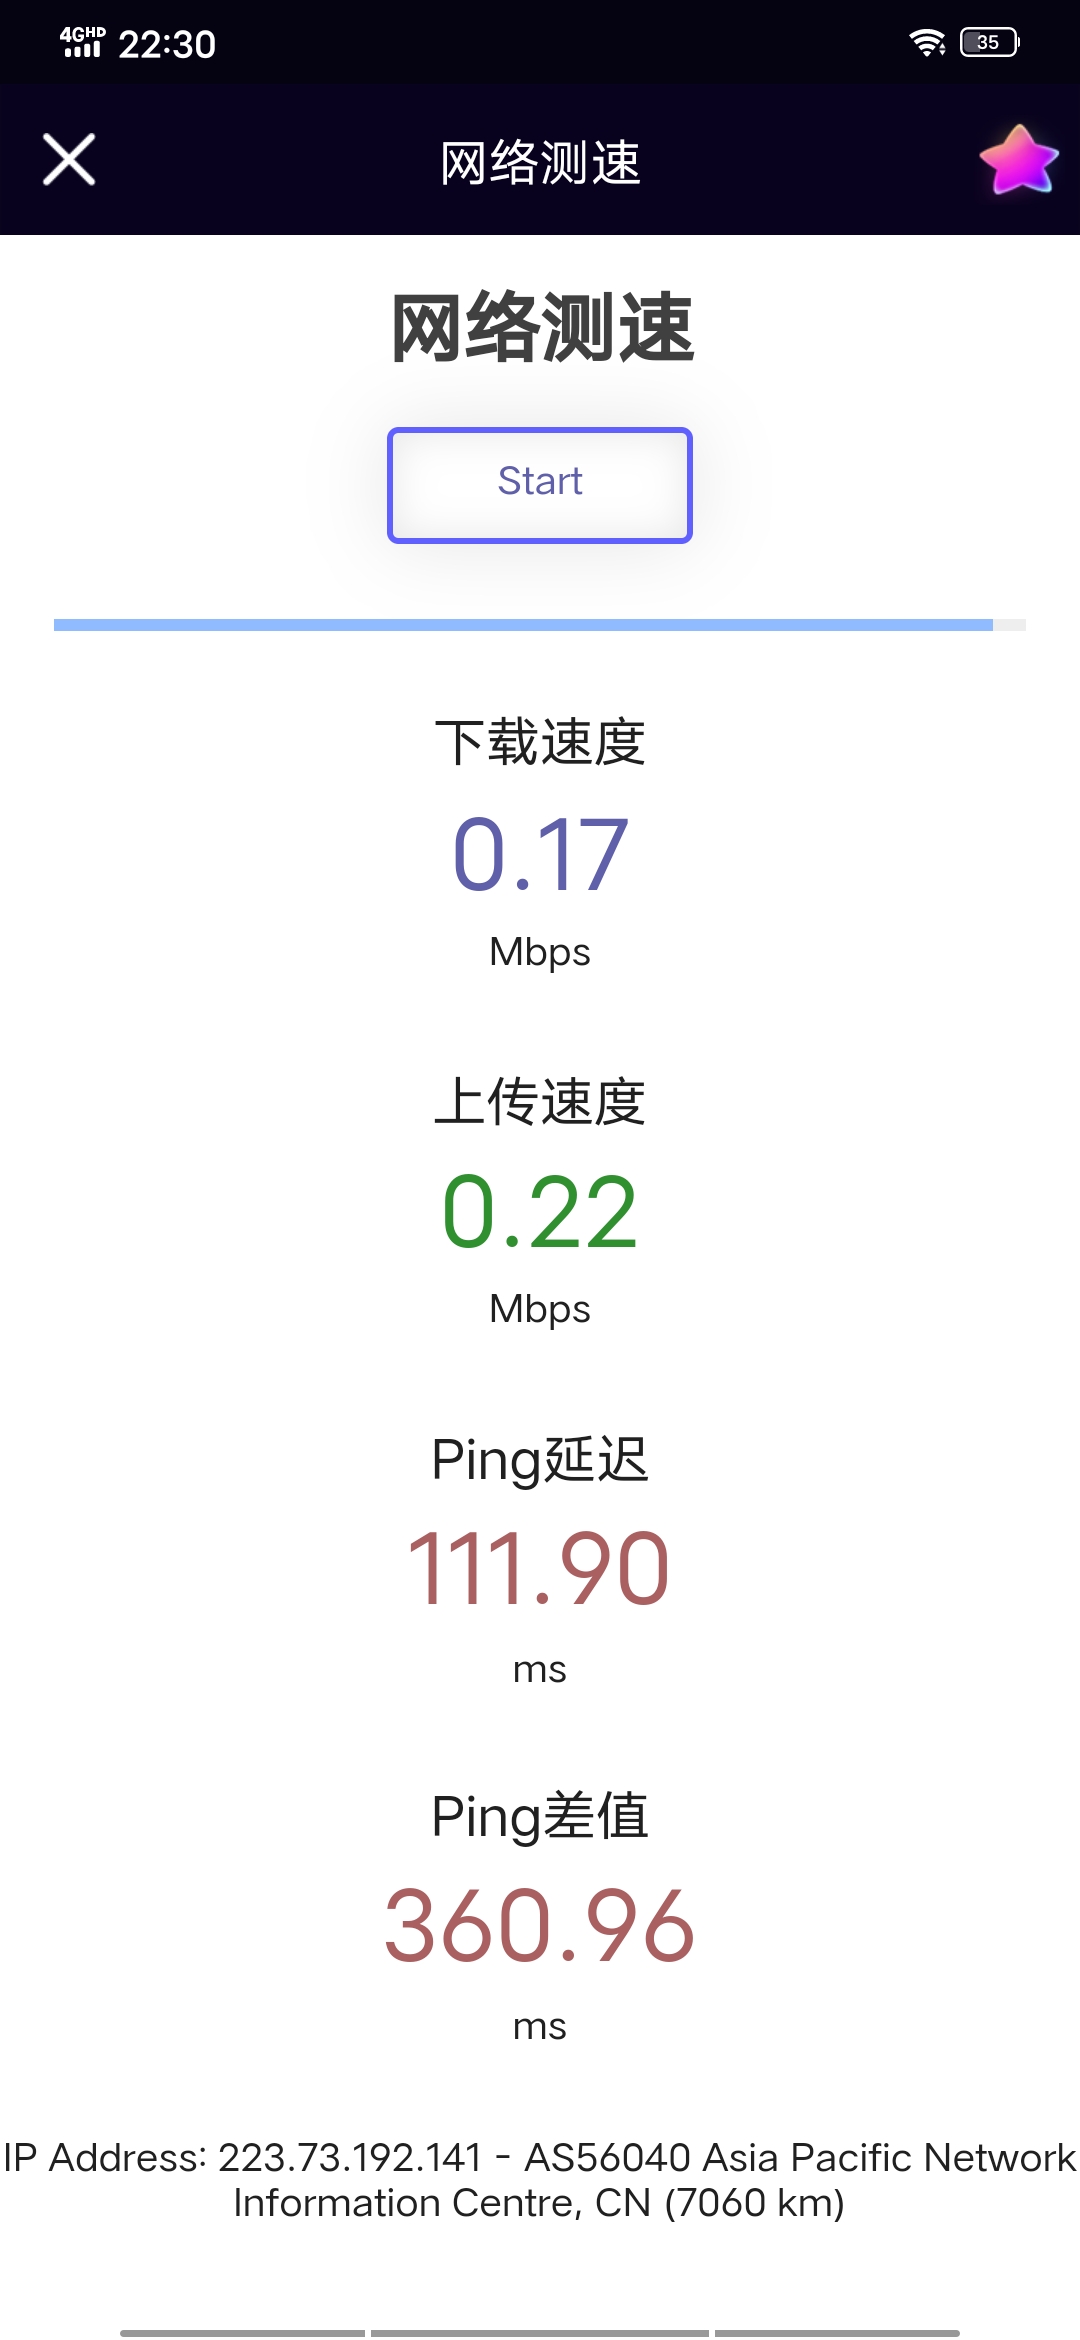 4GHD 22:30 35
网络测速
网络测速
Start
下载速度
0.17
Mbps
上传速度
0.22
Mbps
Ping延迟
111.90
ms
Ping差值
360.96
ms
IP Address: 223.73.192.141 - AS56040 Asia Pacific Network
Information Centre, CN (7060 km)